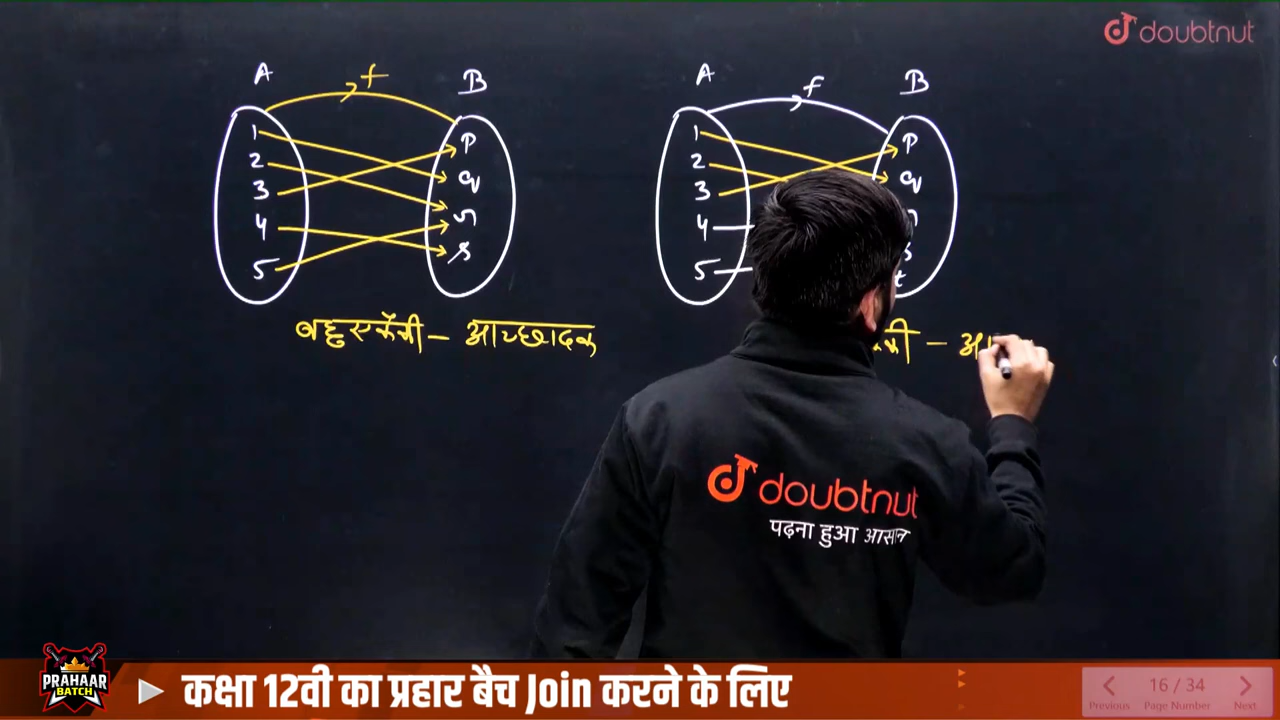 doubtnut
A f B
1 p
2 q
3 r
4 s
5
बहुएकैकी - आच्छादक
A f B
1 p
2 q
3
4
5 t
doubtnut
पढ़ना हुआ आसान
PRAHAAR
BATCH
कक्षा 12वी का प्रहार बैच Join करने के लिए
16 / 34
Previous Page Number Next